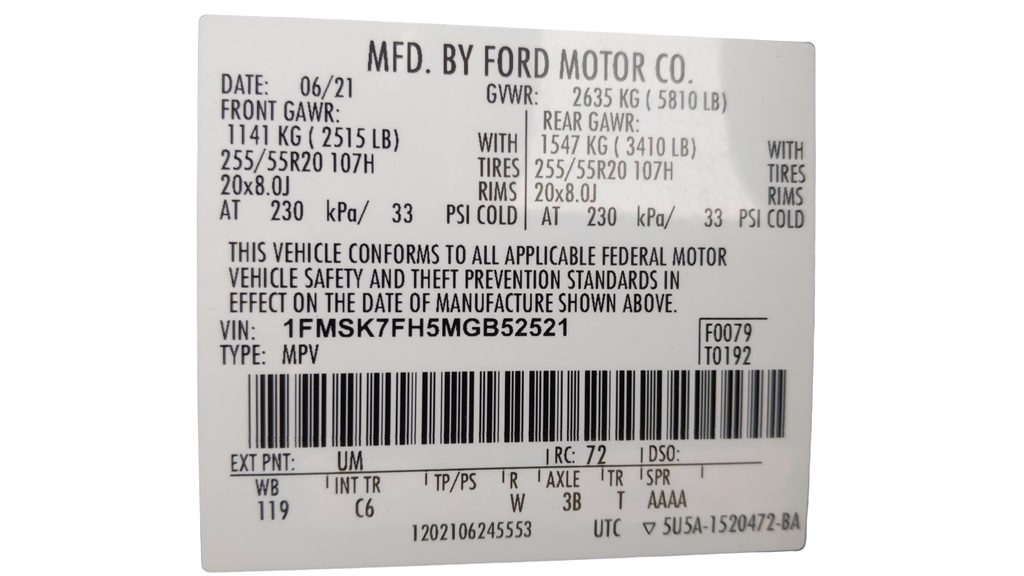 MFD. BY FORD MOTOR CO.
DATE: 06/21 GVWR: 2635 KG ( 5810 LB)
FRONT GAWR: REAR GAWR:
1141 KG ( 2515 LB) WITH 1547 KG ( 3410 LB) WITH
255/55R20 107H TIRES 255/55R20 107H TIRES
20x8.0J RIMS 20x8.0J RIMS
AT 230 kPa/ 33 PSI COLD AT 230 kPa/ 33 PSI COLD
THIS VEHICLE CONFORMS TO ALL APPLICABLE FEDERAL MOTOR
VEHICLE SAFETY AND THEFT PREVENTION STANDARDS IN
EFFECT ON THE DATE OF MANUFACTURE SHOWN ABOVE.
VIN: 1FMSK7FH5MGB52521 F0079
TYPE: MPV T0192
EXT PNT: UM RC: 72 DSO:
WB INT TR TP/PS R AXLE TR SPR
119 C6 W 3B T AAAA
1202106245553 UTC ▽ 5U5A-1520472-BA